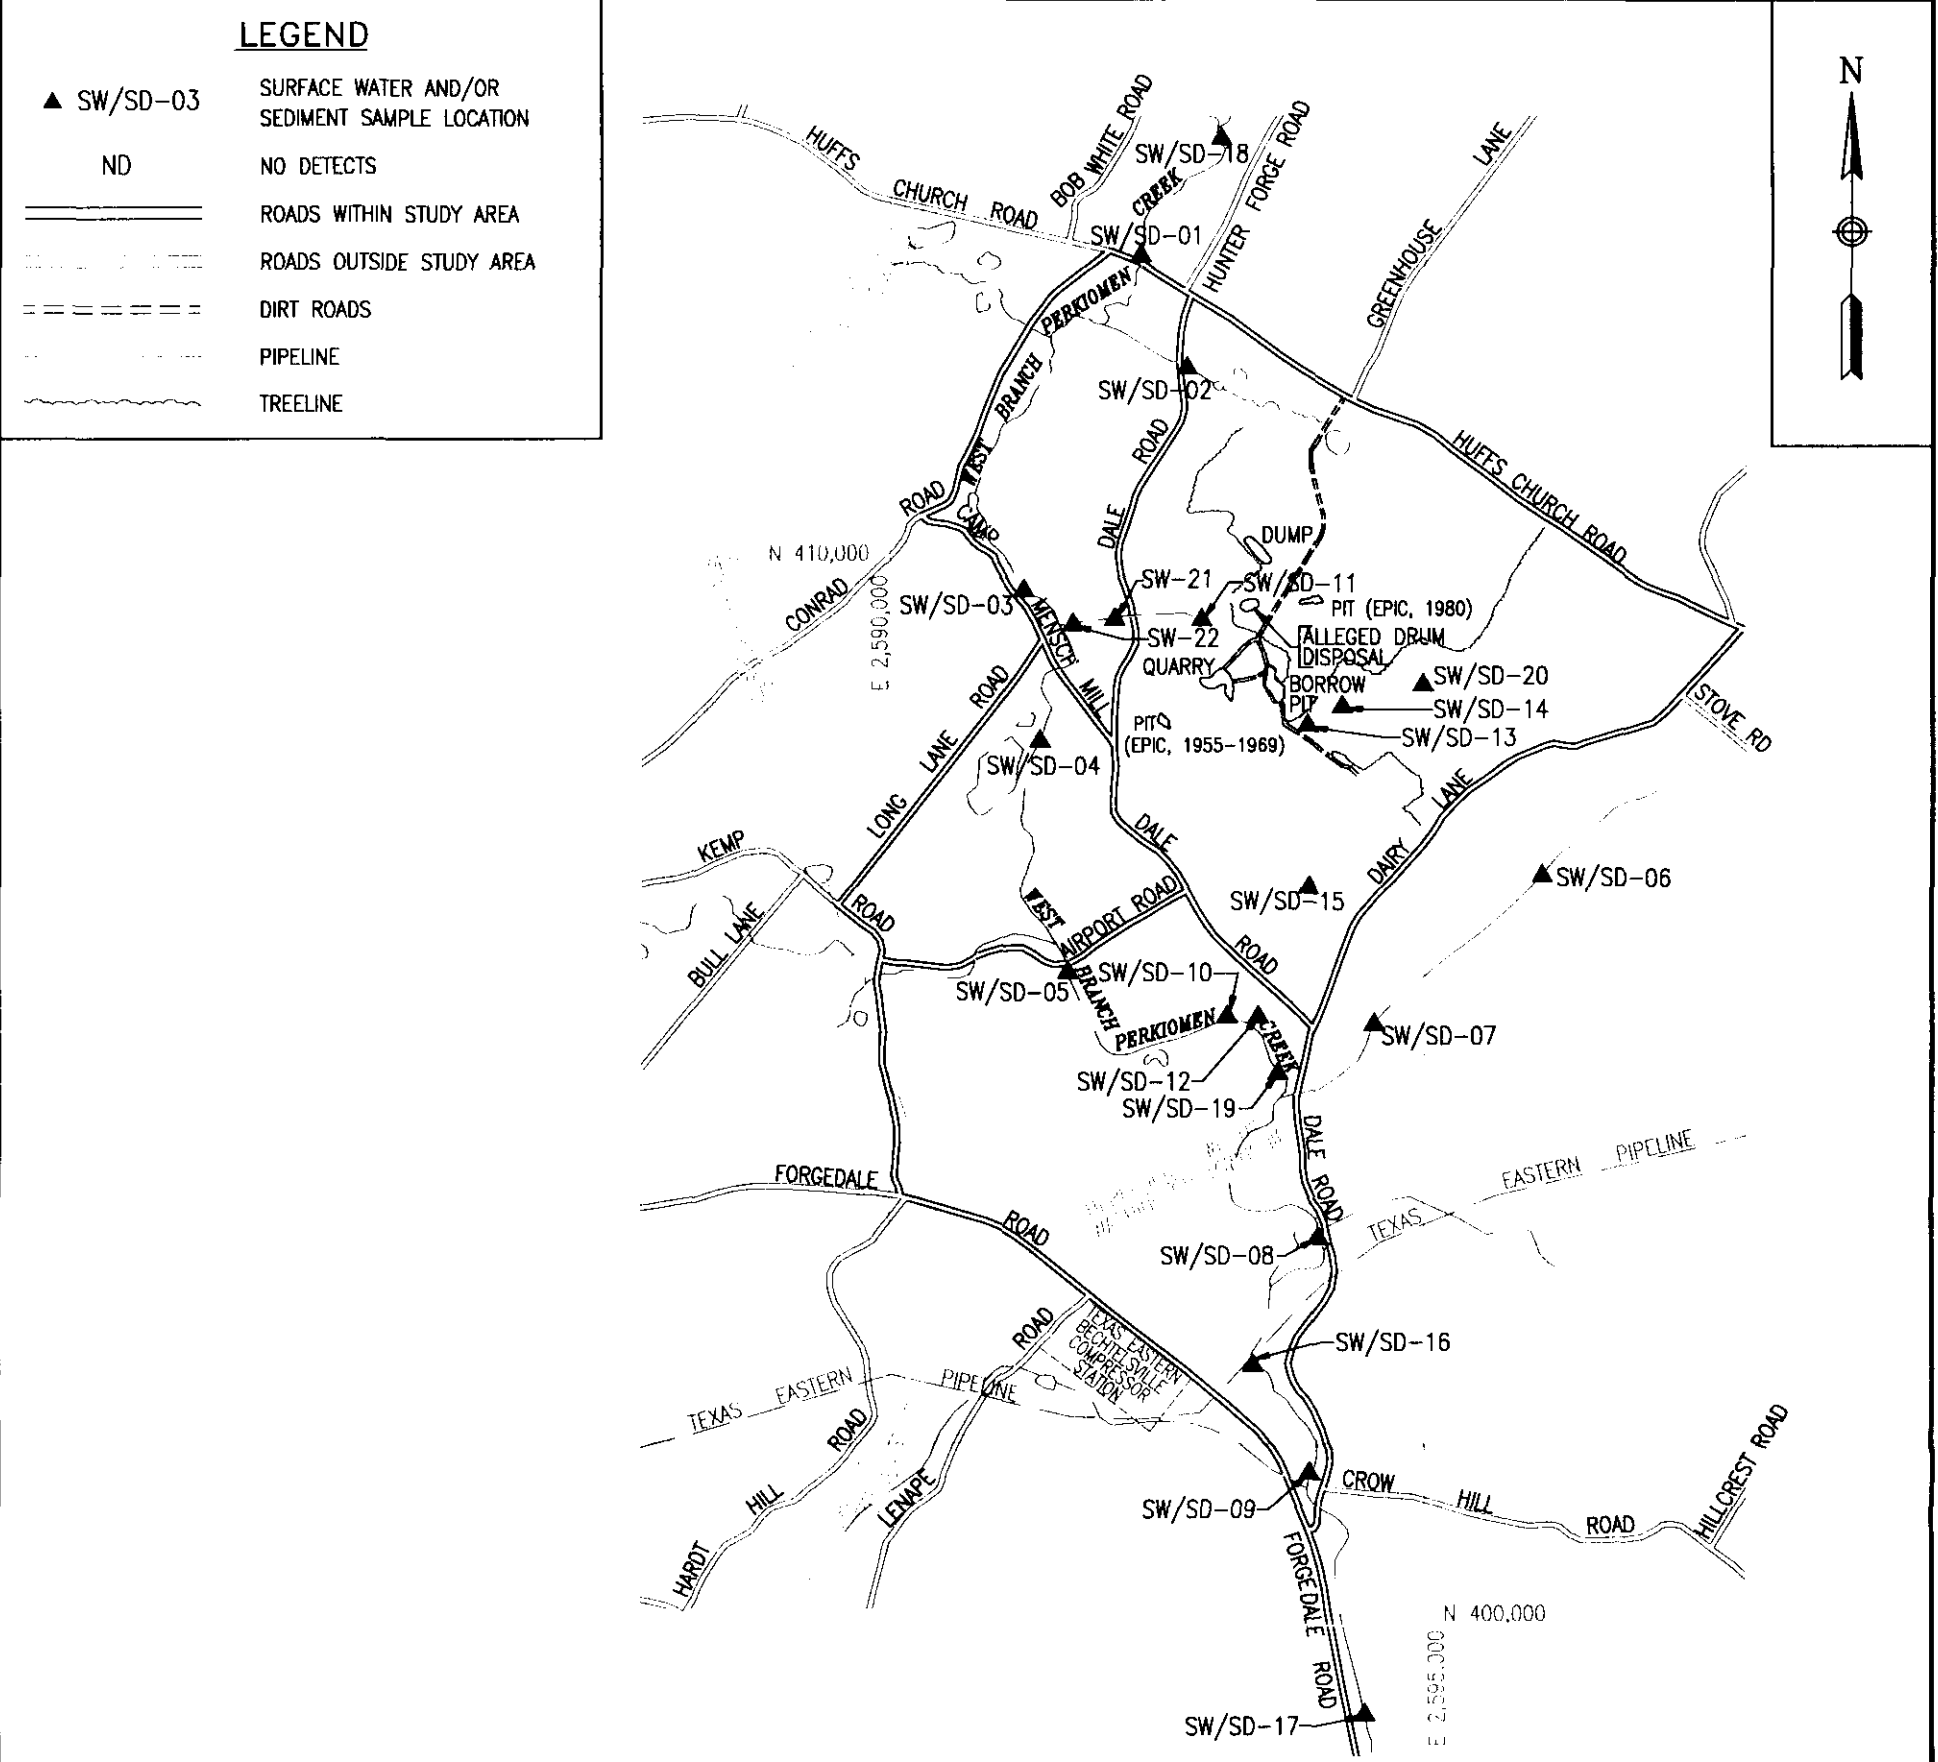 LEGEND
▲ SW/SD-03 SURFACE WATER AND/OR
SEDIMENT SAMPLE LOCATION
ND NO DETECTS
ROADS WITHIN STUDY AREA
ROADS OUTSIDE STUDY AREA
DIRT ROADS
PIPELINE
TREELINE
N
HUFFS
CHURCH ROAD
BOB WHITE ROAD
SW/SD-18
CREEK
HUNTER FORGE ROAD
GREENHOUSE LANE
SW/SD-01
PERKIOMEN
BRANCH
WEST
SW/SD-02
DALE ROAD
HUFFS CHURCH ROAD
CONRAD ROAD
CAMP
MENSCH
MILL
N 410,000
E 2,590,000
DUMP
SW-21
SW/SD-11
SW/SD-03
PIT (EPIC, 1980)
SW-22
ALLEGED DRUM
DISPOSAL
QUARRY
BORROW
PIT
SW/SD-20
SW/SD-14
SW/SD-13
STOVE RD
PIT
(EPIC, 1955-1969)
SW/SD-04
LONG LANE ROAD
DALE
ROAD
DAIRY LANE
KEMP
ROAD
BULL LANE
SW/SD-06
SW/SD-15
WEST
AIRPORT ROAD
BRANCH
SW/SD-10
SW/SD-05
PERKIOMEN
CREEK
SW/SD-07
SW/SD-12
SW/SD-19
DALE ROAD
TEXAS EASTERN PIPELINE
FORGEDALE
ROAD
SW/SD-08
TEXAS EASTERN
BECHTELSVILLE
COMPRESSOR
STATION
SW/SD-16
TEXAS EASTERN PIPELINE
HARDT HILL ROAD
LENAPE ROAD
SW/SD-09
CROW HILL ROAD
HILLCREST ROAD
FORGEDALE ROAD
N 400,000
E 2,595,000
SW/SD-17